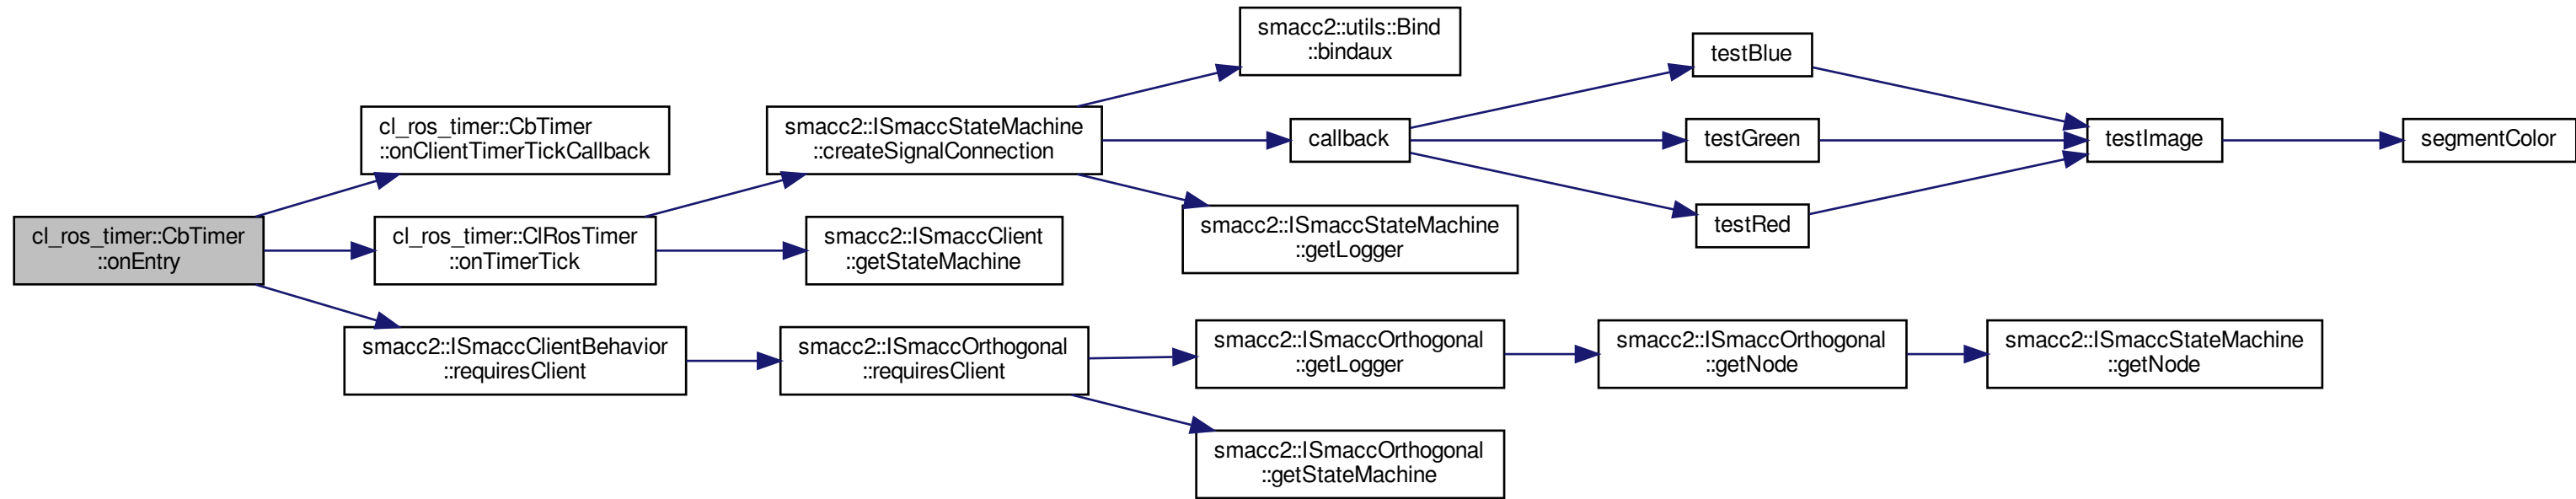 cl_ros_timer::CbTimer
::onEntry
cl_ros_timer::CbTimer
::onClientTimerTickCallback
cl_ros_timer::ClRosTimer
::onTimerTick
smacc2::ISmaccClientBehavior
::requiresClient
smacc2::ISmaccStateMachine
::createSignalConnection
smacc2::ISmaccClient
::getStateMachine
smacc2::ISmaccOrthogonal
::requiresClient
smacc2::utils::Bind
::bindaux
callback
smacc2::ISmaccStateMachine
::getLogger
smacc2::ISmaccOrthogonal
::getLogger
smacc2::ISmaccOrthogonal
::getStateMachine
testBlue
testGreen
testRed
smacc2::ISmaccOrthogonal
::getNode
testImage
smacc2::ISmaccStateMachine
::getNode
segmentColor